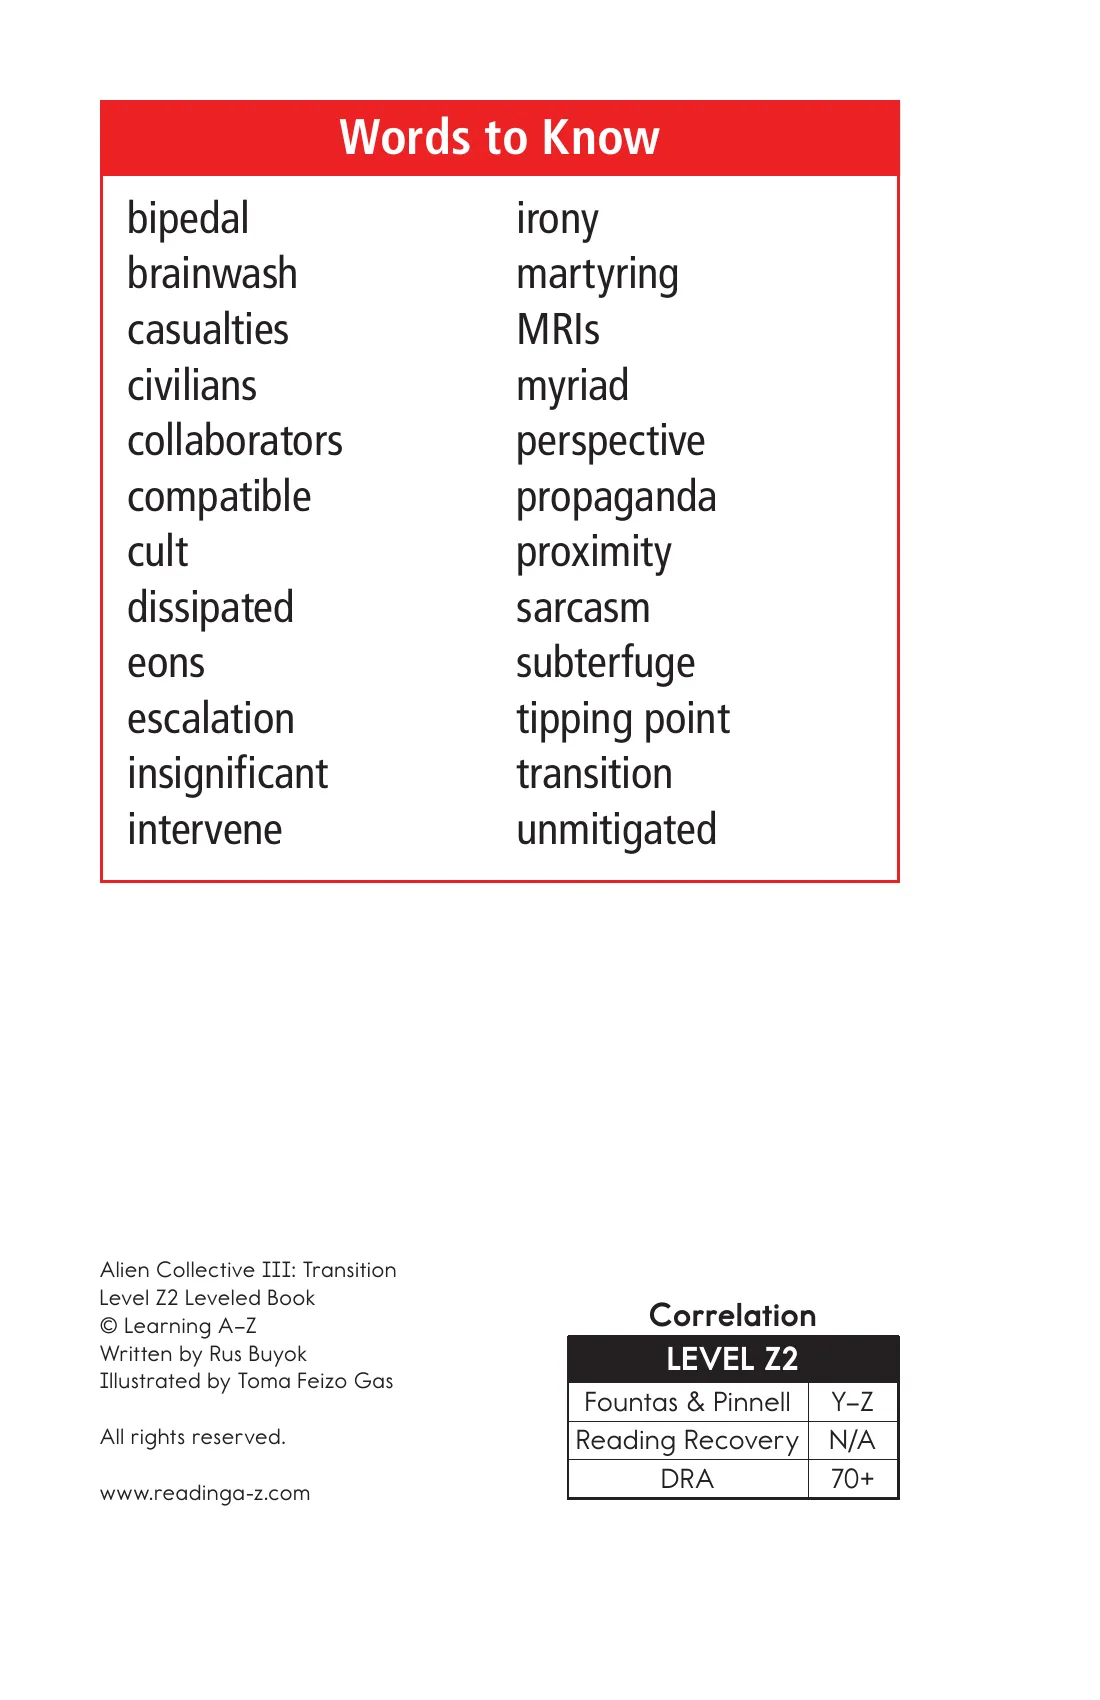 Words to Know
bipedal
brainwash
casualties
civilians
collaborators
compatible
cult
dissipated
eons
escalation
insignificant
intervene
irony
martyring
MRIs
myriad
perspective
propaganda
proximity
sarcasm
subterfuge
tipping point
transition
unmitigated
Alien Collective III: Transition
Level Z2 Leveled Book
© Learning A–Z
Written by Rus Buyok
Illustrated by Toma Feizo Gas
All rights reserved.
www.readinga-z.com
Correlation
LEVEL Z2
Fountas & Pinnell Y–Z
Reading Recovery N/A
DRA 70+